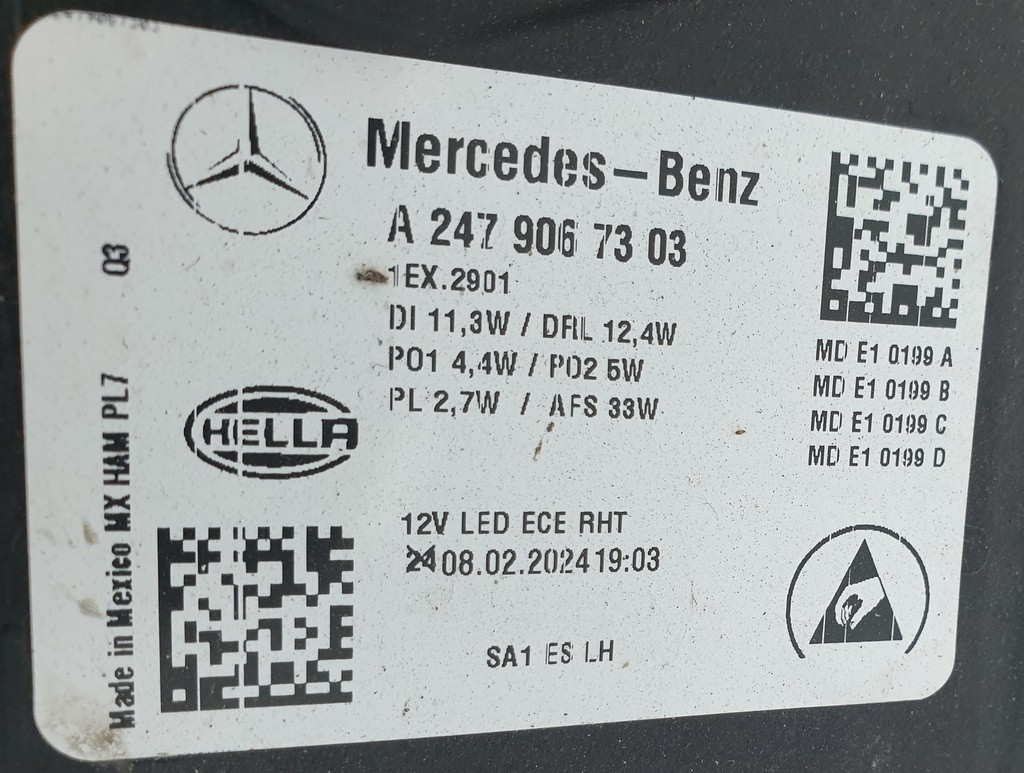 Mercedes-Benz
A 247 906 73 03
1EX.2901
DI 11,3W / DRL 12,4W
PO1 4,4W / PO2 5W
PL 2,7W / AFS 33W
MD E1 0199 A
MD E1 0199 B
MD E1 0199 C
MD E1 0199 D
HELLA
12V LED ECE RHT
24 08.02.2024 19:03
SA1 ES LH
Made in Mexico MX HAM PL7 Q3